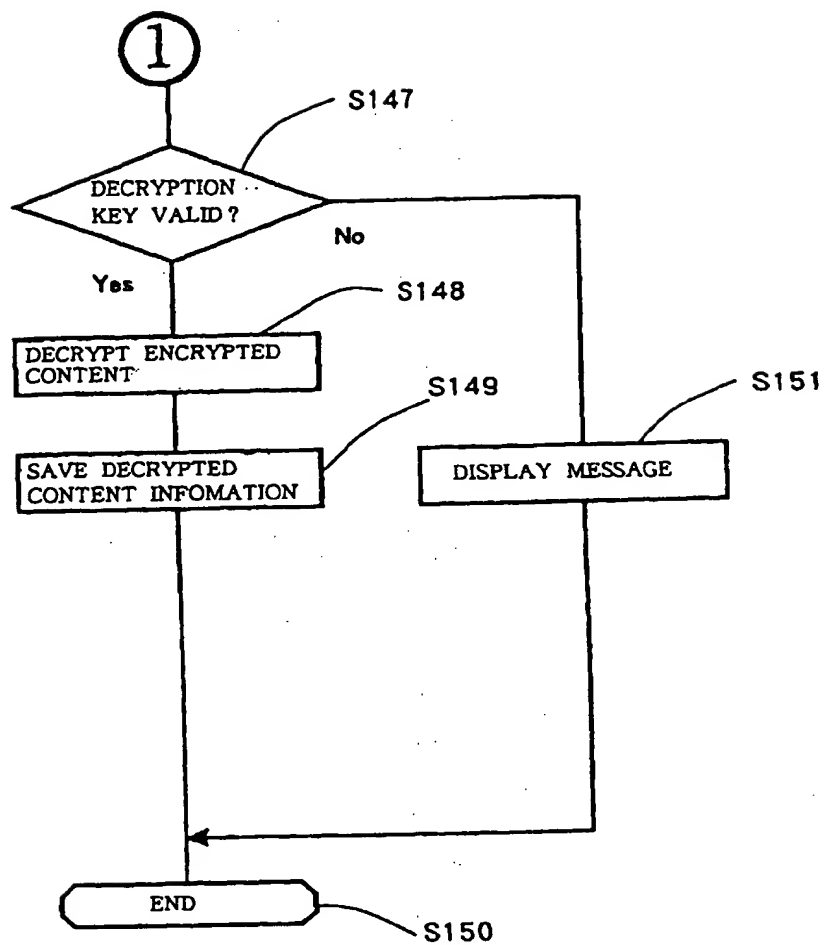 1
S147
DECRYPTION
KEY VALID?
No
Yes
S148
DECRYPT ENCRYPTED
CONTENT
S149
S151
SAVE DECRYPTED
CONTENT INFOMATION
DISPLAY MESSAGE
END
S150